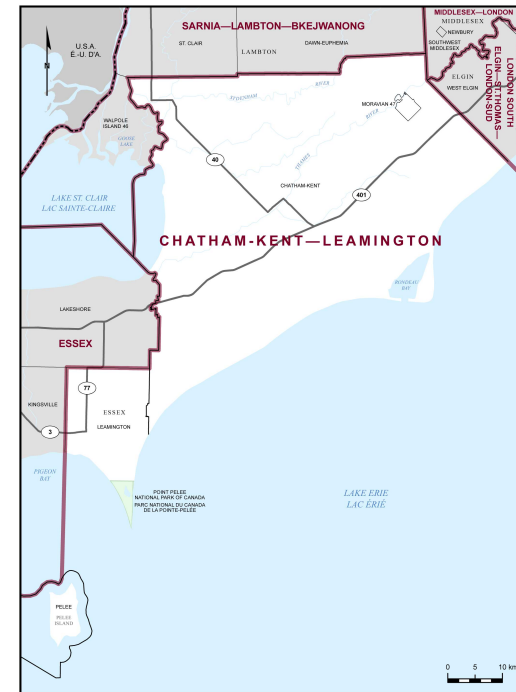 MIDDLESEX—LONDON
SARNIA—LAMBTON—BKEJWANONG
MIDDLESEX
NEWBURY
ST. CLAIR
DAWN-EUPHEMIA
LAMBTON
SOUTHWEST
MIDDLESEX
U.S.A.
É.-U. D'A.
N
ELGIN
WEST ELGIN
LONDON SOUTH
ELGIN—ST.THOMAS—
LONDON-SUD
SYDENHAM
RIVER
MORAVIAN 47
RIVER
THAMES
WALPOLE
ISLAND 46
LAKE
40
CHATHAM-KENT
401
LAKE ST. CLAIR
LAC SAINTE-CLAIRE
CHATHAM-KENT—LEAMINGTON
RONDEAU
BAY
LAKESHORE
ESSEX
77
KINGSVILLE
ESSEX
LEAMINGTON
3
PIGEON
BAY
POINT PELEE
NATIONAL PARK OF CANADA
PARC NATIONAL DU CANADA
DE LA POINTE-PELÉE
LAKE ERIE
LAC ÉRIÉ
PELEE
PELEE
ISLAND
0 5 10 km